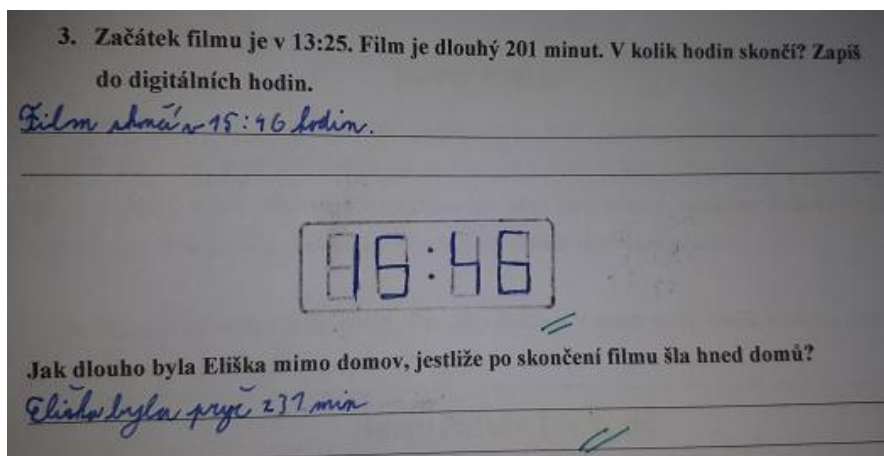 3. Začátek filmu je v 13:25. Film je dlouhý 201 minut. V kolik hodin skončí? Zapiš
do digitálních hodin.
Film skončí v 15:46 hodin.
16:46
Jak dlouho byla Eliška mimo domov, jestliže po skončení filmu šla hned domů?
Eliška byla pryč 231 min